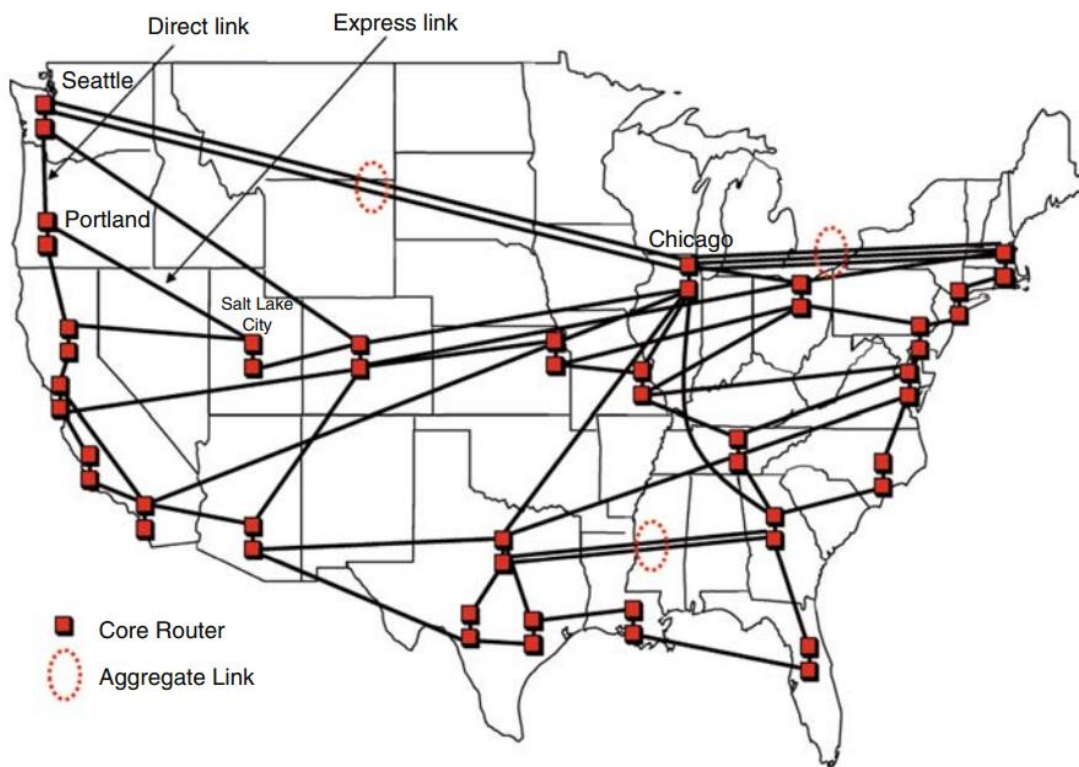 Direct link
Express link
Seattle
Portland
Chicago
Salt Lake
City
Core Router
Aggregate Link